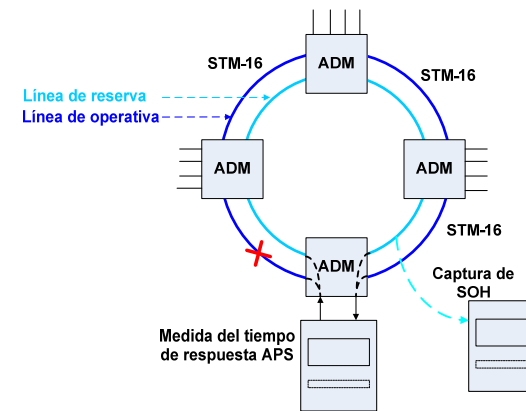 ADM
STM-16
STM-16
Línea de reserva
Línea de operativa
ADM
ADM
STM-16
ADM
Captura de
SOH
Medida del tiempo
de respuesta APS